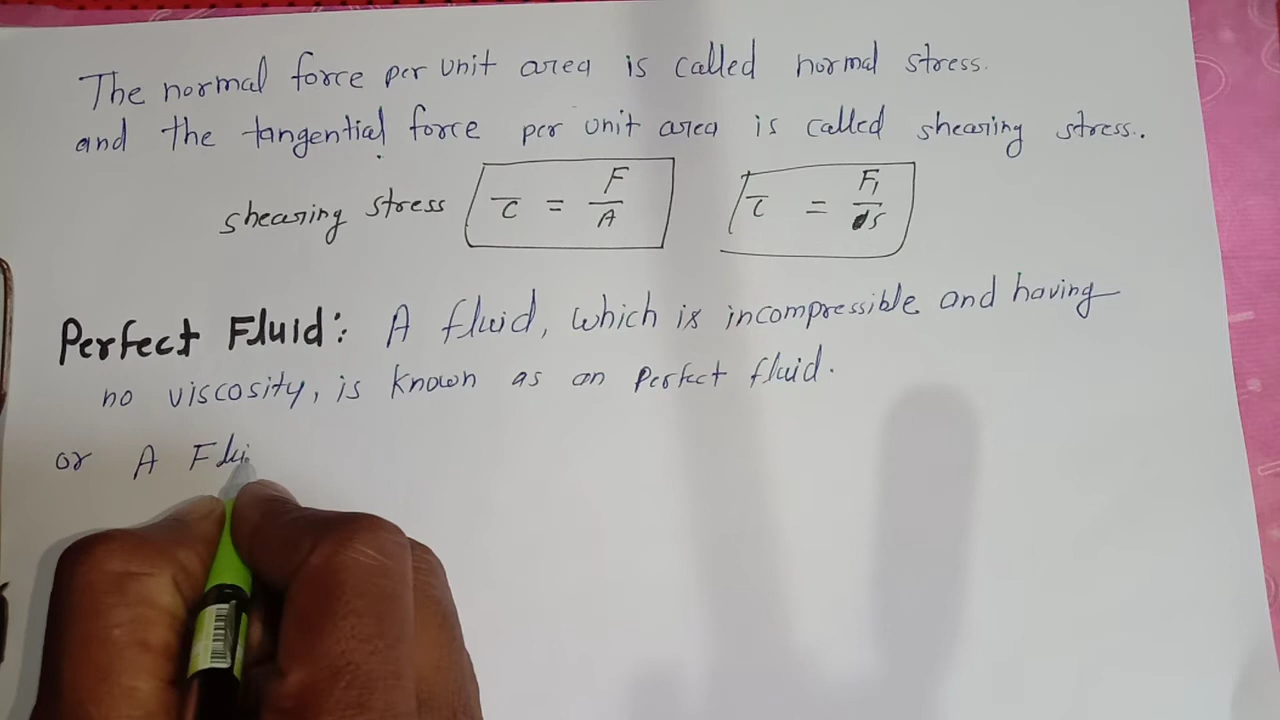 The normal force per unit area is called normal stress.
and the tangential force per unit area is called shearing stress..
shearing stress τ = F/A τ = F₁/ds
Perfect Fluid: A fluid, which is incompressible and having
no viscosity, is known as an perfect fluid.
or A Flui